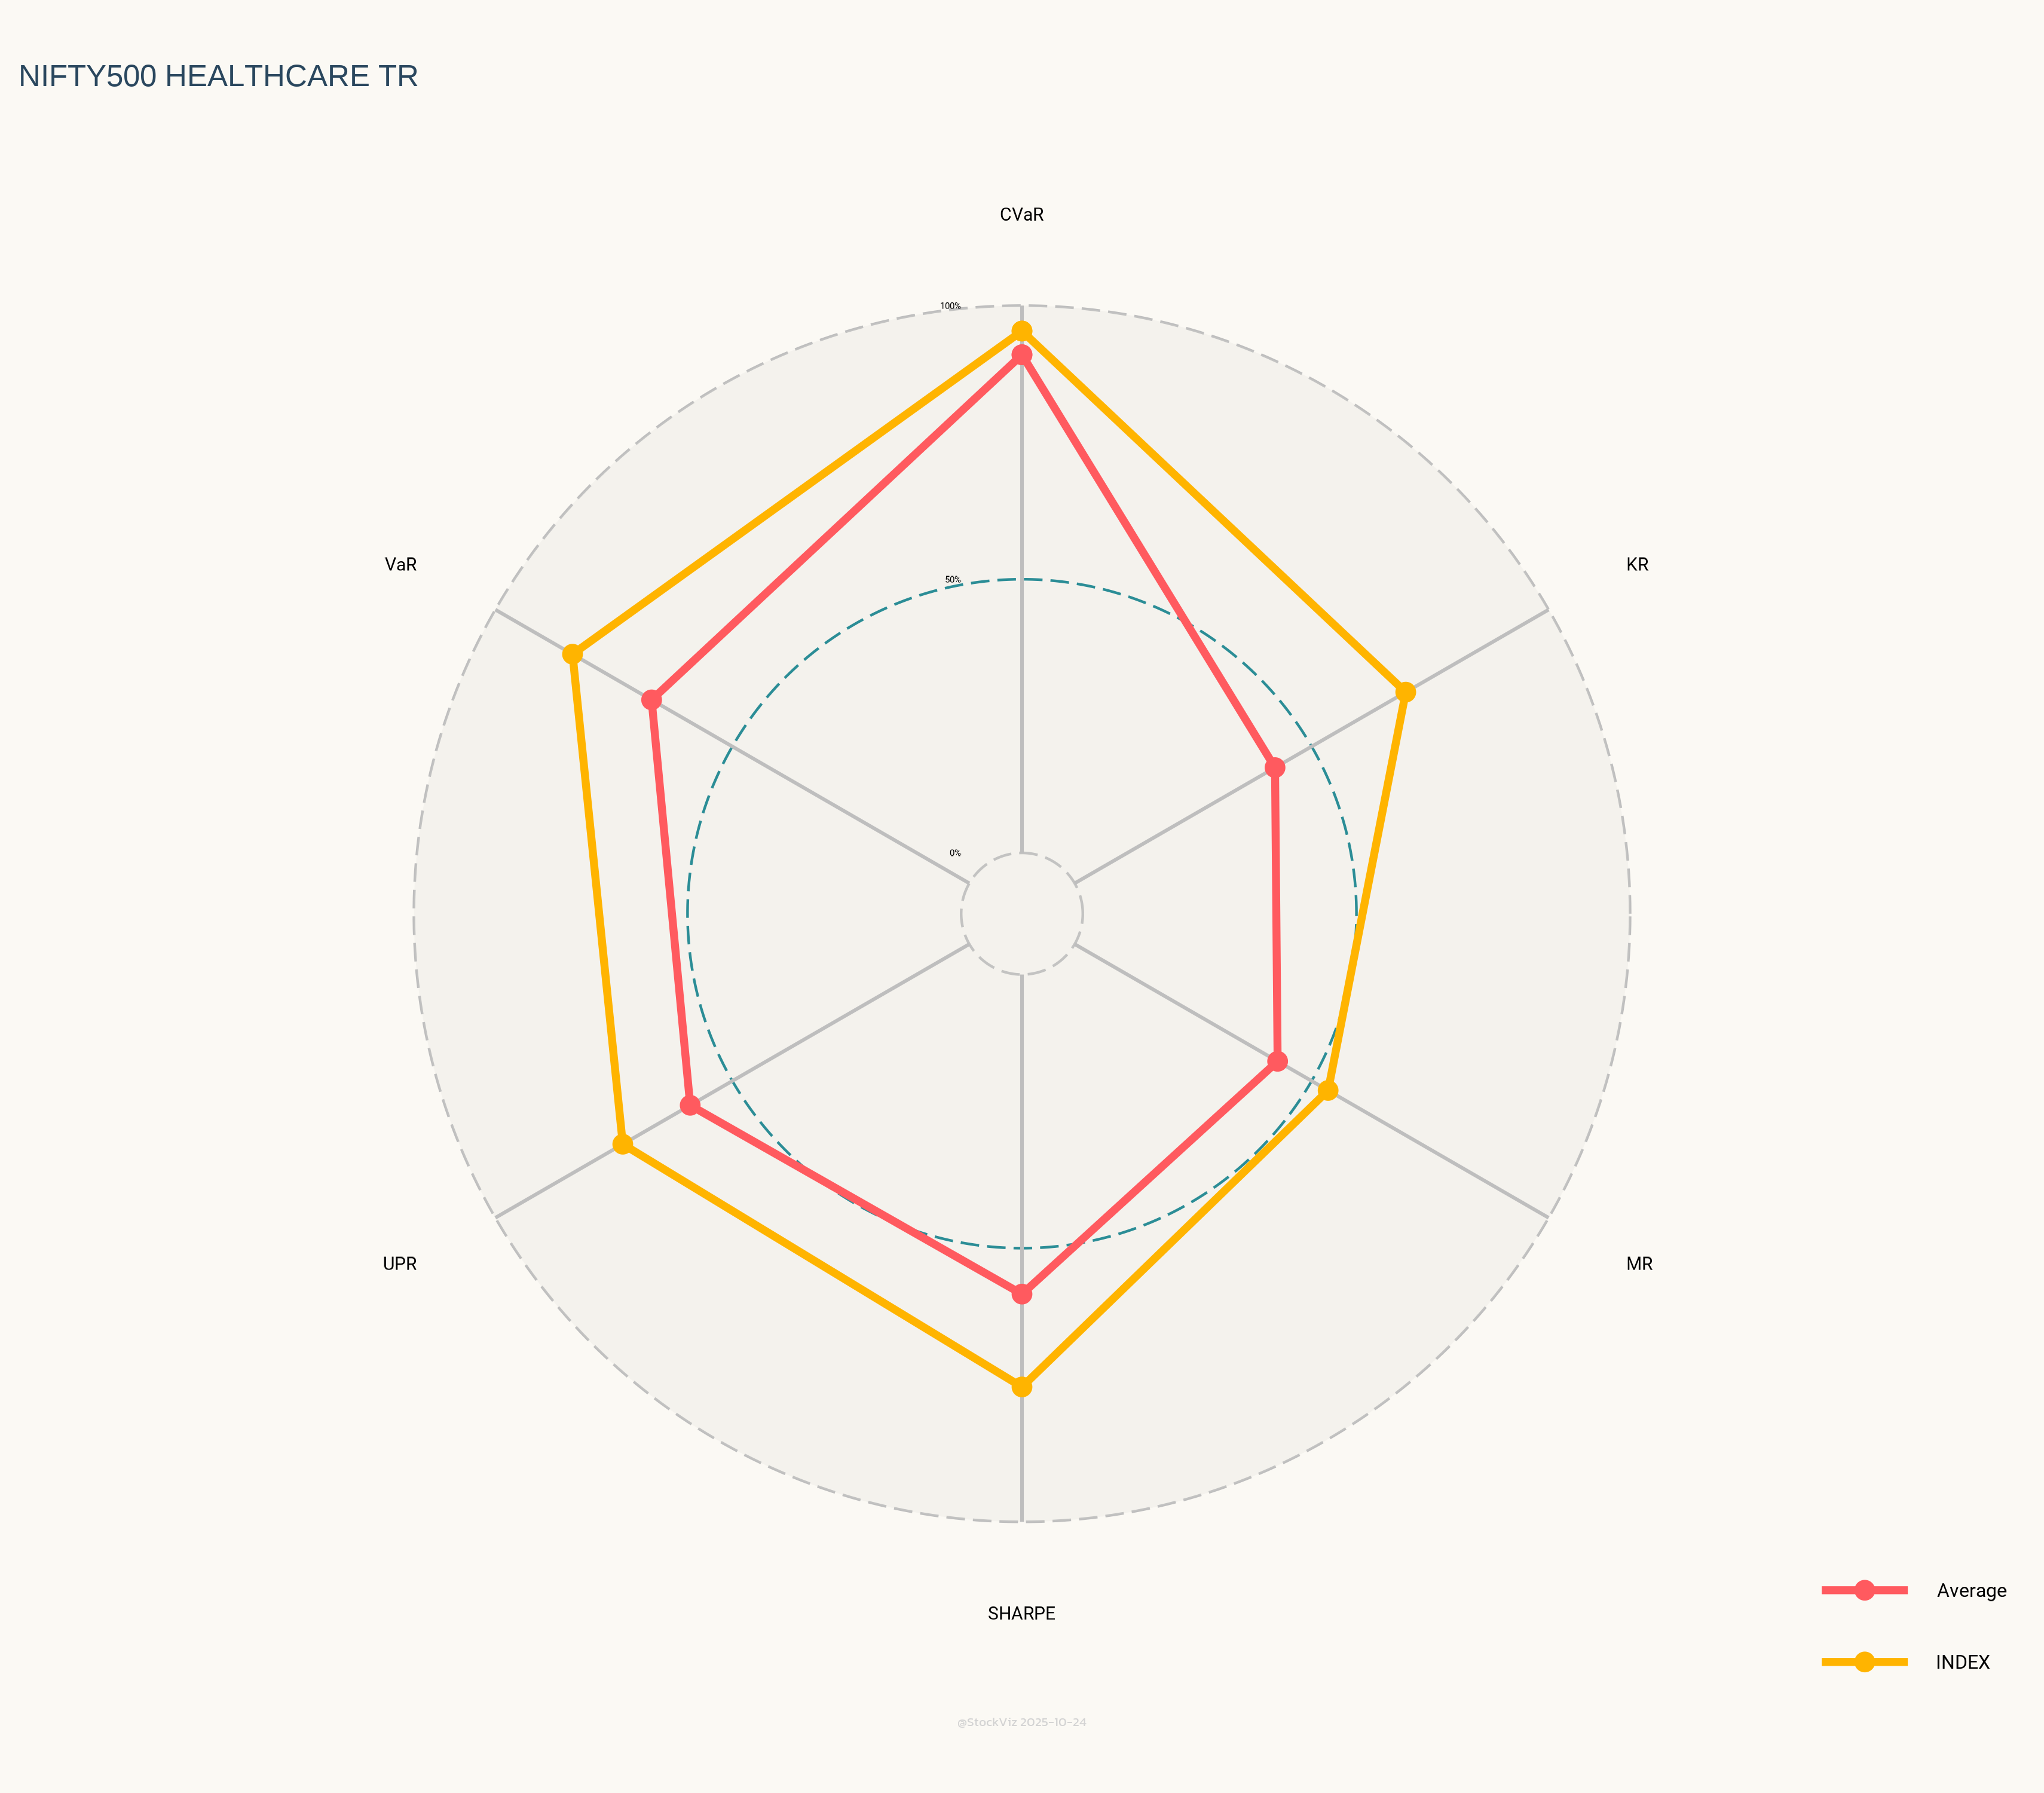 NIFTY500 HEALTHCARE TR
CVaR
100%
VaR
KR
50%
0%
UPR
MR
SHARPE
Average
INDEX
@StockViz 2025-10-24